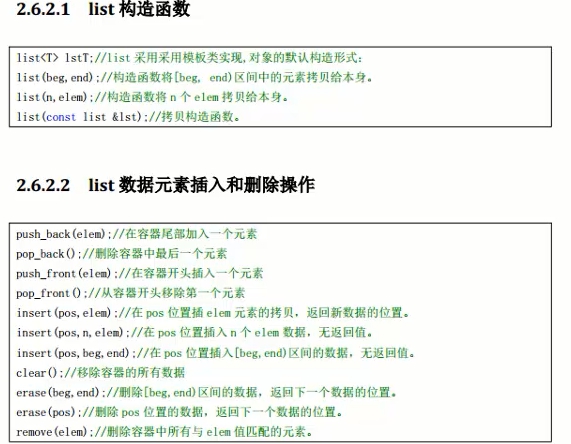 2.6.2.1 list 构造函数
list<T> lstT;//list 采用采用模板类实现,对象的默认构造形式:
list(beg,end);//构造函数将[beg, end)区间中的元素拷贝给本身。
list(n,elem);//构造函数将 n 个 elem 拷贝给本身。
list(const list &lst);//拷贝构造函数。
2.6.2.2 list 数据元素插入和删除操作
push_back(elem);//在容器尾部加入一个元素
pop_back();//删除容器中最后一个元素
push_front(elem);//在容器开头插入一个元素
pop_front();//从容器开头移除第一个元素
insert(pos,elem);//在 pos 位置插 elem 元素的拷贝，返回新数据的位置。
insert(pos,n,elem);//在 pos 位置插入 n 个 elem 数据，无返回值。
insert(pos,beg,end);//在 pos 位置插入[beg,end)区间的数据，无返回值。
clear();//移除容器的所有数据
erase(beg,end);//删除[beg,end)区间的数据，返回下一个数据的位置。
erase(pos);//删除 pos 位置的数据，返回下一个数据的位置。
remove(elem);//删除容器中所有与 elem 值匹配的元素。